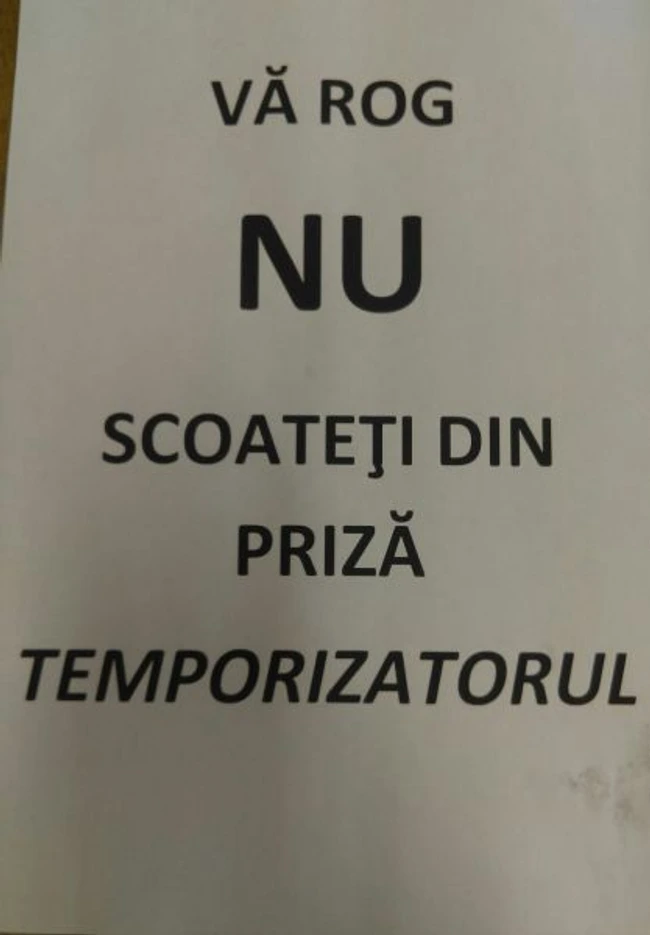 VĂ ROG
NU
SCOATEŢI DIN
PRIZĂ
TEMPORIZATORUL